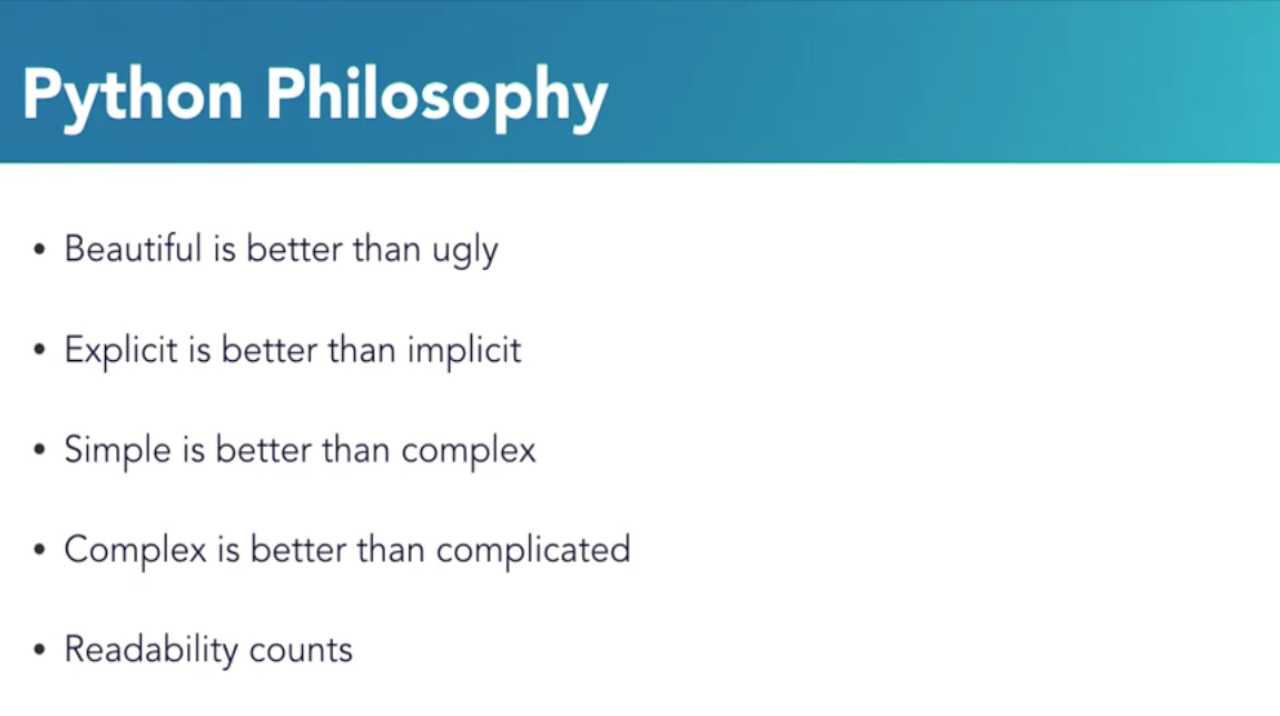 Python Philosophy
• Beautiful is better than ugly
• Explicit is better than implicit
• Simple is better than complex
• Complex is better than complicated
• Readability counts